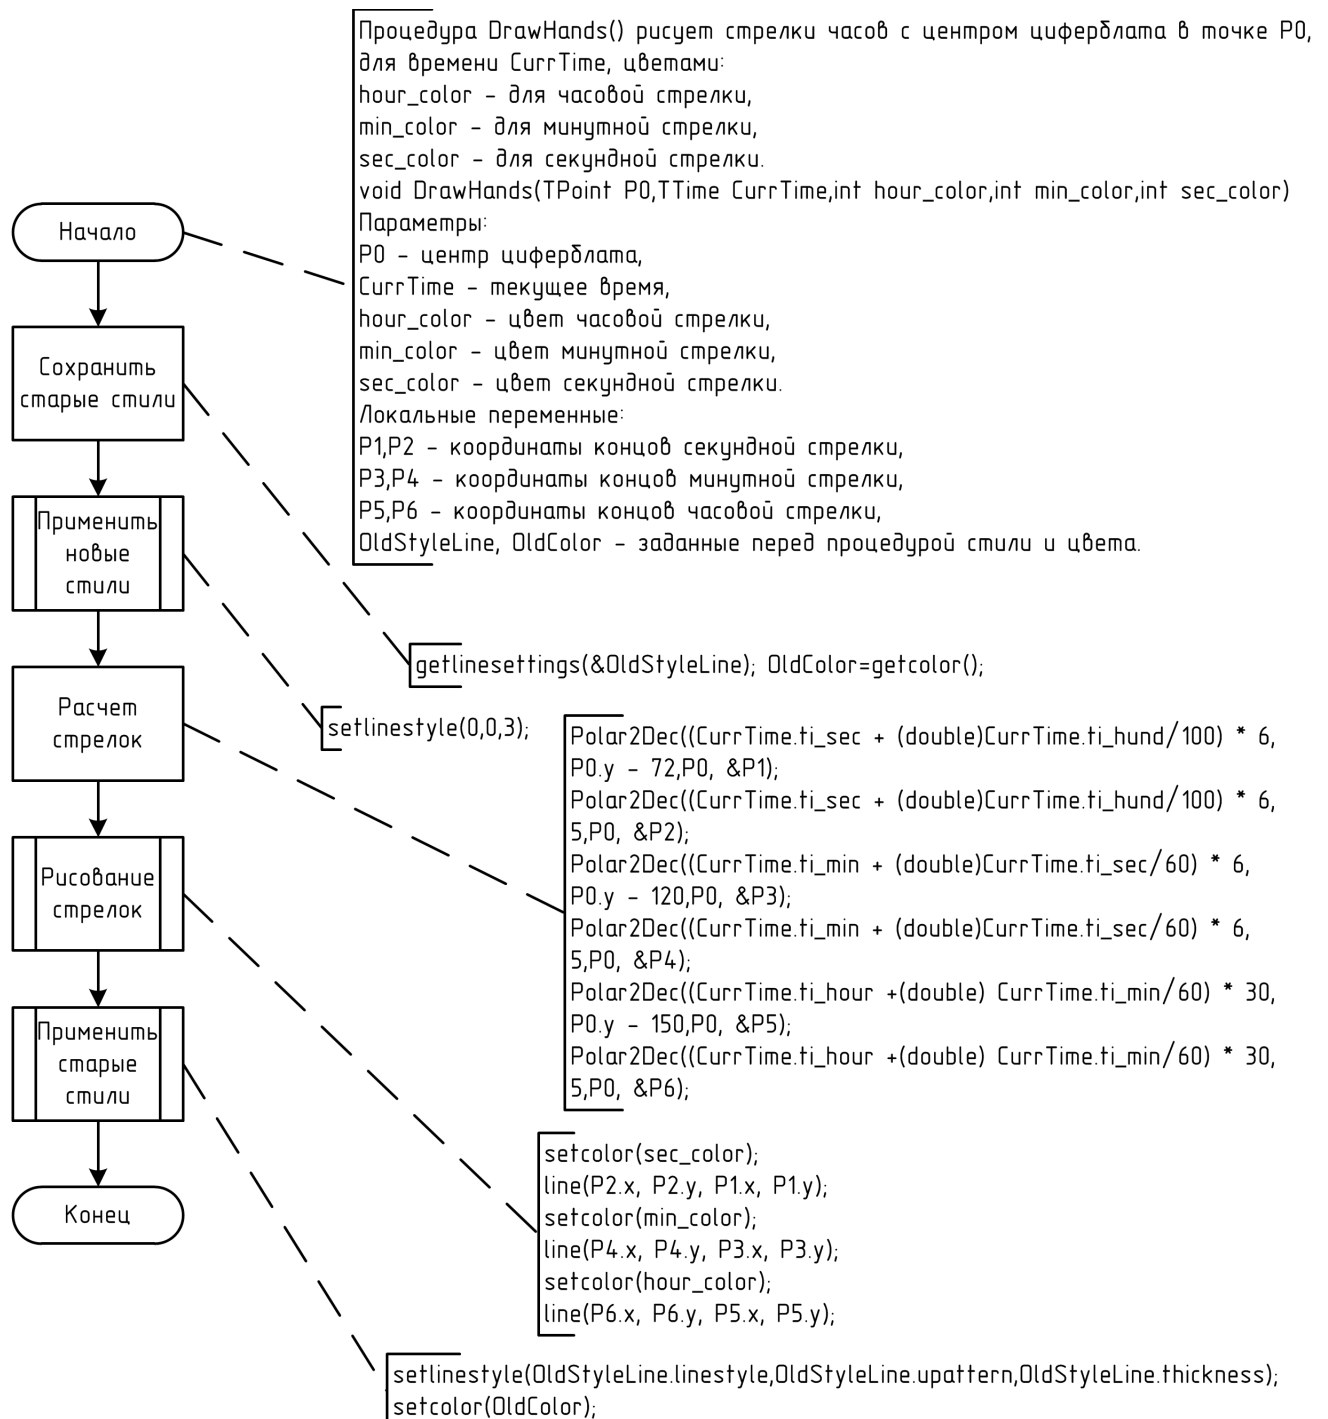 Процедура DrawHands() рисует стрелки часов с центром циферблата в точке P0,
для времени CurrTime, цветами:
hour_color – для часовой стрелки,
min_color – для минутной стрелки,
sec_color – для секундной стрелки.
void DrawHands(TPoint P0,TTime CurrTime,int hour_color,int min_color,int sec_color)
Параметры:
P0 – центр циферблата,
CurrTime – текущее время,
hour_color – цвет часовой стрелки,
min_color – цвет минутной стрелки,
sec_color – цвет секундной стрелки.
Локальные переменные:
P1,P2 – координаты концов секундной стрелки,
P3,P4 – координаты концов минутной стрелки,
P5,P6 – координаты концов часовой стрелки,
OldStyleLine, OldColor – заданные перед процедурой стили и цвета.
Начало
Сохранить
старые стили
getlinesettings(&OldStyleLine); OldColor=getcolor();
Применить
новые
стили
setlinestyle(0,0,3);
Расчет
стрелок
Polar2Dec((CurrTime.ti_sec + (double)CurrTime.ti_hund/100) * 6,
P0.y – 72,P0, &P1);
Polar2Dec((CurrTime.ti_sec + (double)CurrTime.ti_hund/100) * 6,
5,P0, &P2);
Polar2Dec((CurrTime.ti_min + (double)CurrTime.ti_sec/60) * 6,
P0.y – 120,P0, &P3);
Polar2Dec((CurrTime.ti_min + (double)CurrTime.ti_sec/60) * 6,
5,P0, &P4);
Polar2Dec((CurrTime.ti_hour +(double) CurrTime.ti_min/60) * 30,
P0.y – 150,P0, &P5);
Polar2Dec((CurrTime.ti_hour +(double) CurrTime.ti_min/60) * 30,
5,P0, &P6);
Рисование
стрелок
setcolor(sec_color);
line(P2.x, P2.y, P1.x, P1.y);
setcolor(min_color);
line(P4.x, P4.y, P3.x, P3.y);
setcolor(hour_color);
line(P6.x, P6.y, P5.x, P5.y);
Применить
старые
стили
setlinestyle(OldStyleLine.linestyle,OldStyleLine.upattern,OldStyleLine.thickness);
setcolor(OldColor);
Конец